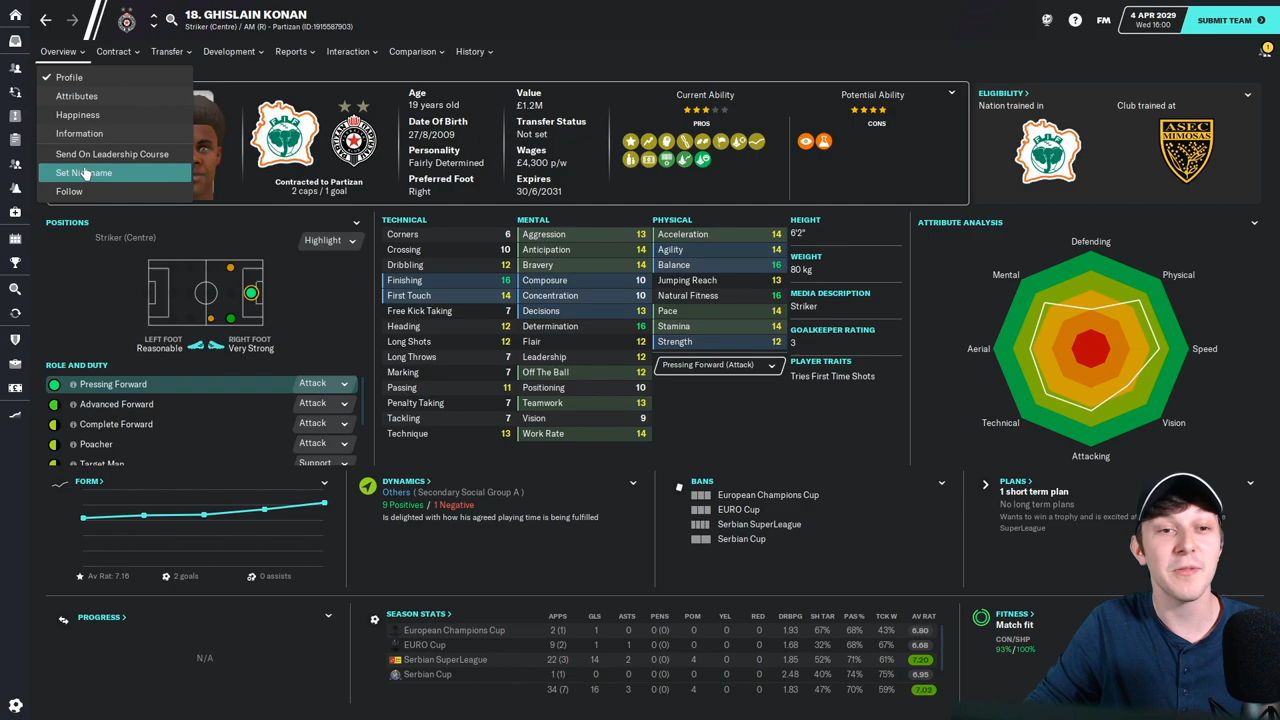 18. GHISLAIN KONAN
Striker (Centre) / AM (R) - Partizan (ID:1915587903)
FM
4 APR 2029
Wed 16:00
SUBMIT TEAM
Overview
Contract
Transfer
Development
Reports
Interaction
Comparison
History
1
Profile
Attributes
Happiness
Information
Send On Leadership Course
Set Nickname
Follow
Contracted to Partizan
2 caps / 1 goal
Age
19 years old
Date Of Birth
27/8/2009
Personality
Fairly Determined
Preferred Foot
Right
Value
£1.2M
Transfer Status
Not set
Wages
£4,300 p/w
Expires
30/6/2031
Current Ability
Potential Ability
PROS
CONS
ELIGIBILITY
Nation trained in
Club trained at
ASEC
MIMOSAS
POSITIONS
Striker (Centre)
Highlight
LEFT FOOT
Reasonable
RIGHT FOOT
Very Strong
ROLE AND DUTY
Pressing Forward Attack
Advanced Forward Attack
Complete Forward Attack
Poacher Attack
Target Man Support
TECHNICAL
Corners 6
Crossing 10
Dribbling 12
Finishing 16
First Touch 14
Free Kick Taking 7
Heading 12
Long Shots 12
Long Throws 7
Marking 7
Passing 11
Penalty Taking 7
Tackling 7
Technique 13
MENTAL
Aggression 13
Anticipation 14
Bravery 14
Composure 10
Concentration 10
Decisions 13
Determination 16
Flair 12
Leadership 12
Off The Ball 12
Positioning 10
Teamwork 13
Vision 9
Work Rate 14
PHYSICAL
Acceleration 14
Agility 14
Balance 16
Jumping Reach 13
Natural Fitness 16
Pace 14
Stamina 14
Strength 12
Pressing Forward (Attack)
HEIGHT
6'2"
WEIGHT
80 kg
MEDIA DESCRIPTION
Striker
GOALKEEPER RATING
3
PLAYER TRAITS
Tries First Time Shots
ATTRIBUTE ANALYSIS
Defending
Mental
Physical
Aerial
Speed
Technical
Vision
Attacking
FORM
Av Rat: 7.16
2 goals
0 assists
DYNAMICS
Others ( Secondary Social Group A )
9 Positives / 1 Negative
Is delighted with how his agreed playing time is being fulfilled
BANS
European Champions Cup
EURO Cup
Serbian SuperLeague
Serbian Cup
PLANS
1 short term plan
No long term plans
Wants to win a trophy and is excited at
SuperLeague
PROGRESS
N/A
SEASON STATS APPS GLS ASTS PENS POM YEL RED DRBPG SH TAR PAS % TCK W AV RAT
European Champions Cup 2 (1) 1 0 0 (0) 0 0 0 1.93 67% 68% 43% 6.80
EURO Cup 9 (2) 1 1 0 (0) 0 0 0 1.68 32% 68% 67% 6.68
Serbian SuperLeague 22 (3) 14 2 0 (0) 4 0 0 1.85 52% 71% 61% 7.20
Serbian Cup 1 (1) 0 0 0 (0) 0 0 0 2.48 40% 74% 75% 6.95
34 (7) 16 3 0 (0) 4 0 0 1.83 47% 70% 59% 7.02
FITNESS
Match fit
CON/SHP
93%/100%